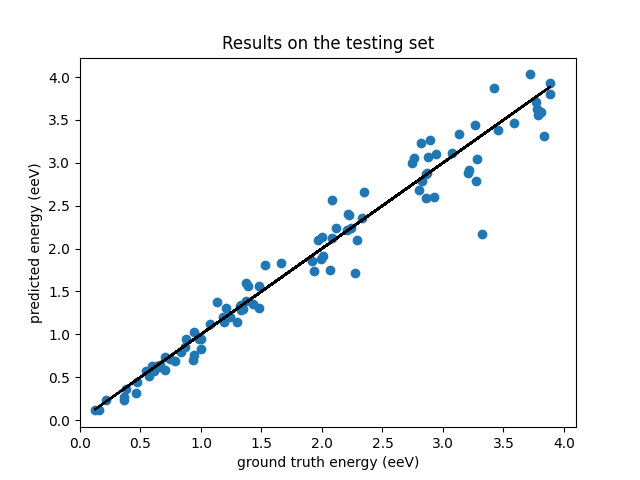 Results on the testing set
4.0
3.5
3.0
2.5
2.0
1.5
1.0
0.5
0.0
predicted energy (eeV)
0.0 0.5 1.0 1.5 2.0 2.5 3.0 3.5 4.0
ground truth energy (eeV)